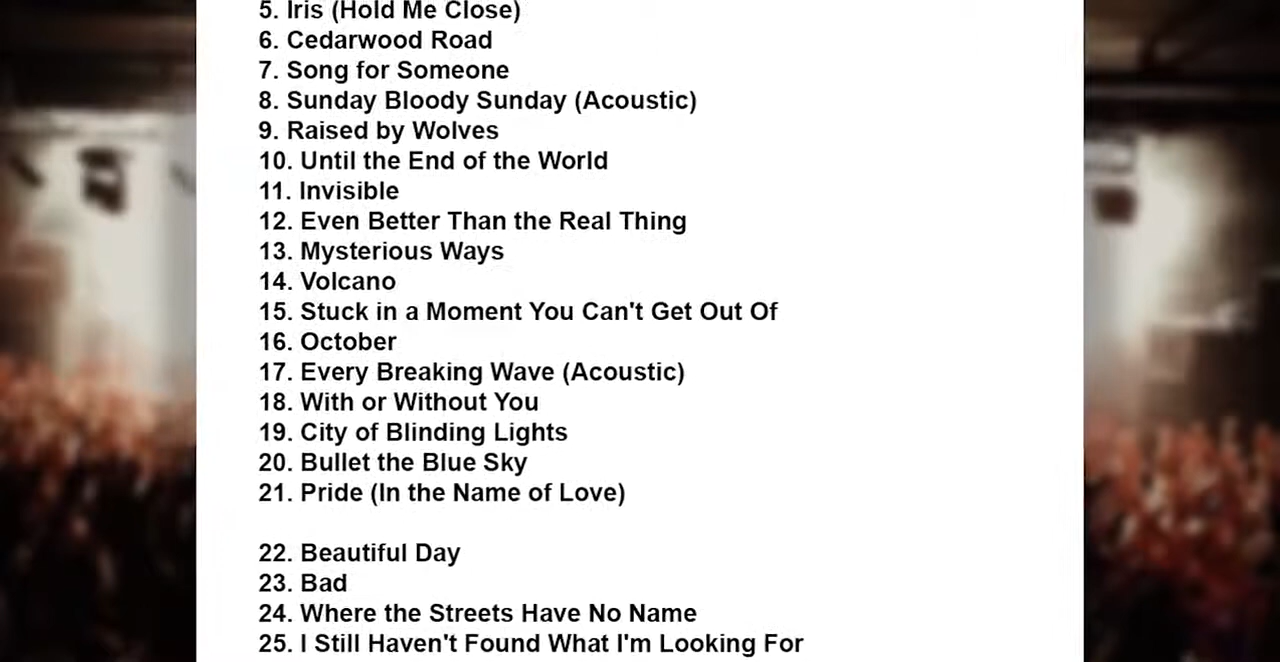 5. Iris (Hold Me Close)
6. Cedarwood Road
7. Song for Someone
8. Sunday Bloody Sunday (Acoustic)
9. Raised by Wolves
10. Until the End of the World
11. Invisible
12. Even Better Than the Real Thing
13. Mysterious Ways
14. Volcano
15. Stuck in a Moment You Can't Get Out Of
16. October
17. Every Breaking Wave (Acoustic)
18. With or Without You
19. City of Blinding Lights
20. Bullet the Blue Sky
21. Pride (In the Name of Love)
22. Beautiful Day
23. Bad
24. Where the Streets Have No Name
25. I Still Haven't Found What I'm Looking For